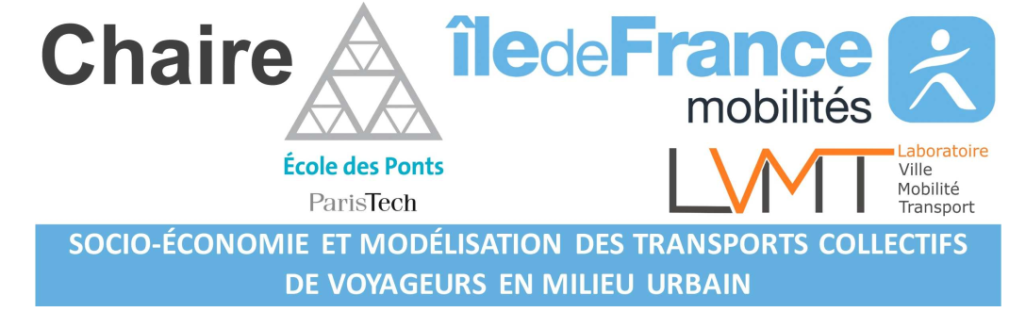 Chaire
École des Ponts
ParisTech
îledeFrance
mobilités
LVMT
Laboratoire
Ville
Mobilité
Transport
SOCIO-ÉCONOMIE ET MODÉLISATION DES TRANSPORTS COLLECTIFS
DE VOYAGEURS EN MILIEU URBAIN